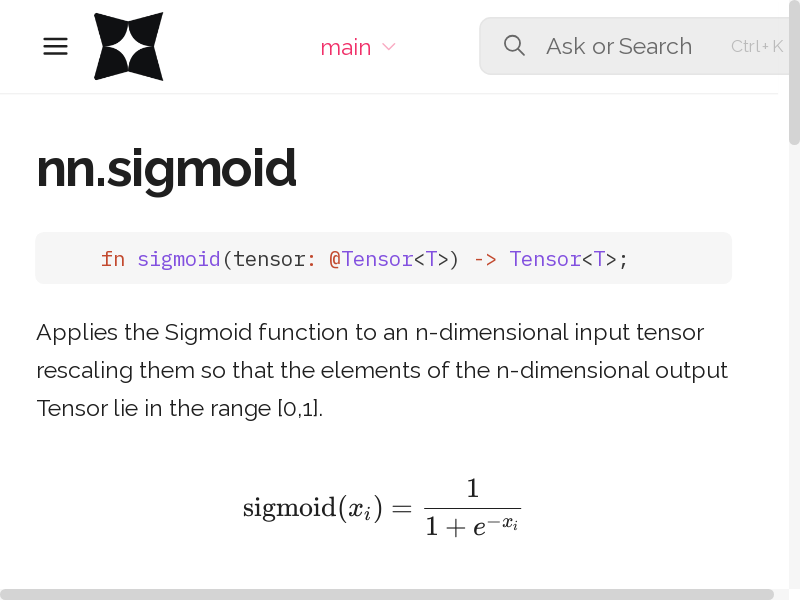 main
Ask or Search
Ctrl+K
nn.sigmoid
fn sigmoid(tensor: @Tensor<T>) -> Tensor<T>;
Applies the Sigmoid function to an n-dimensional input tensor
rescaling them so that the elements of the n-dimensional output
Tensor lie in the range [0,1].
sigmoid(x_i) = \frac{1}{1 + e^{-x_i}}